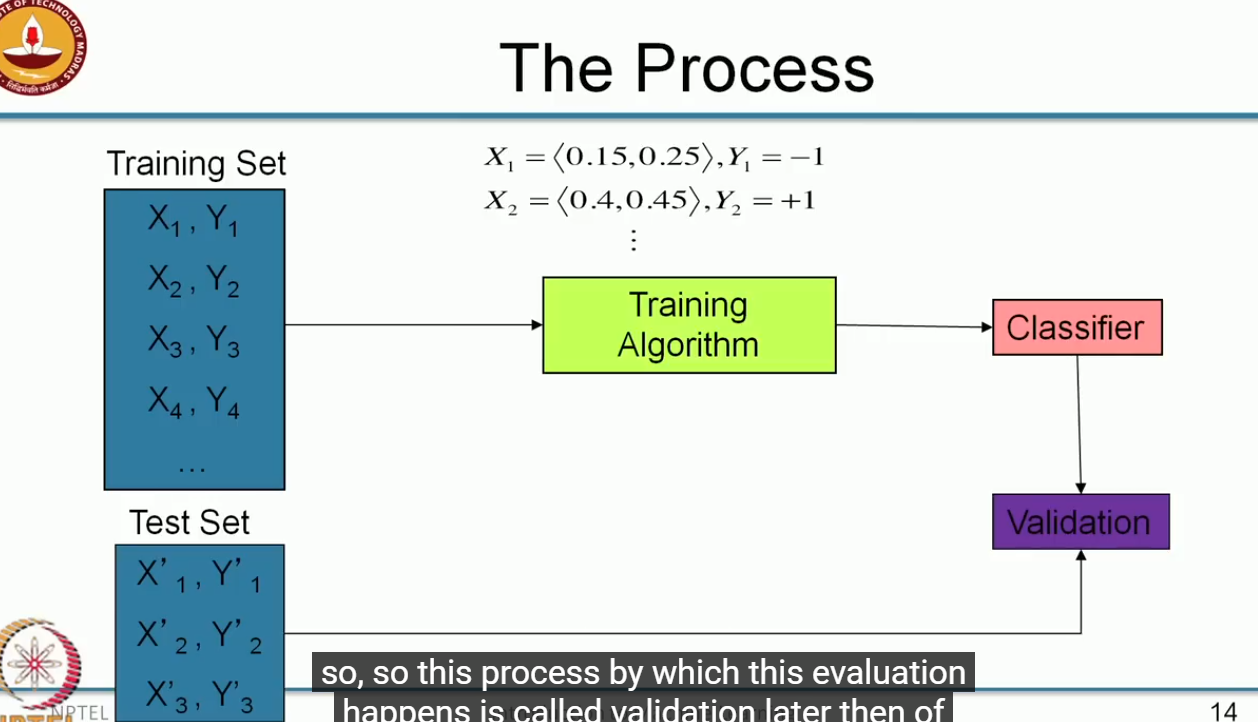 The Process
Training Set
X₁ , Y₁
X₂ , Y₂
X₃ , Y₃
X₄ , Y₄
…
X₁ = ⟨0.15,0.25⟩, Y₁ = −1
X₂ = ⟨0.4,0.45⟩, Y₂ = +1
⋮
Training
Algorithm
Classifier
Validation
Test Set
X’₁, Y’₁
X’₂, Y’₂
X’₃, Y’₃
so, so this process by which this evaluation
happens is called validation later then of
NPTEL
14